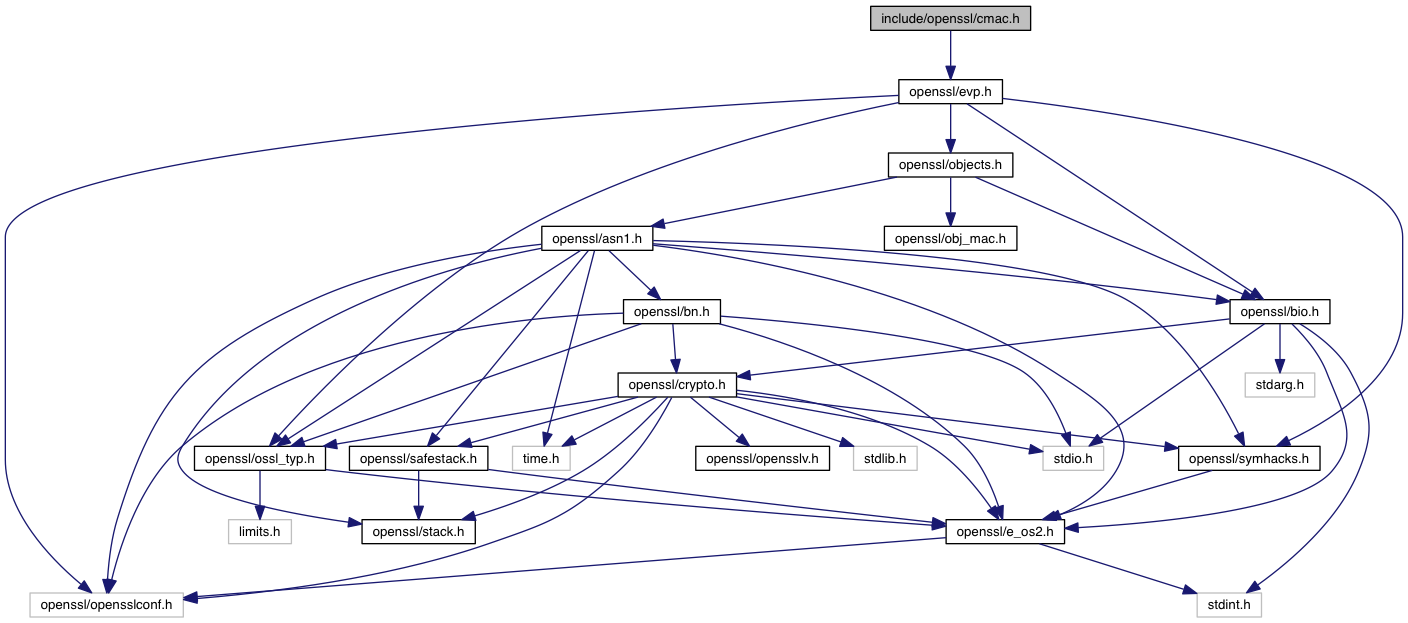 include/openssl/cmac.h
openssl/evp.h
openssl/objects.h
openssl/asn1.h
openssl/obj_mac.h
openssl/bn.h
openssl/bio.h
openssl/crypto.h
stdarg.h
openssl/ossl_typ.h
openssl/safestack.h
time.h
openssl/opensslv.h
stdlib.h
stdio.h
openssl/symhacks.h
limits.h
openssl/stack.h
openssl/e_os2.h
openssl/opensslconf.h
stdint.h